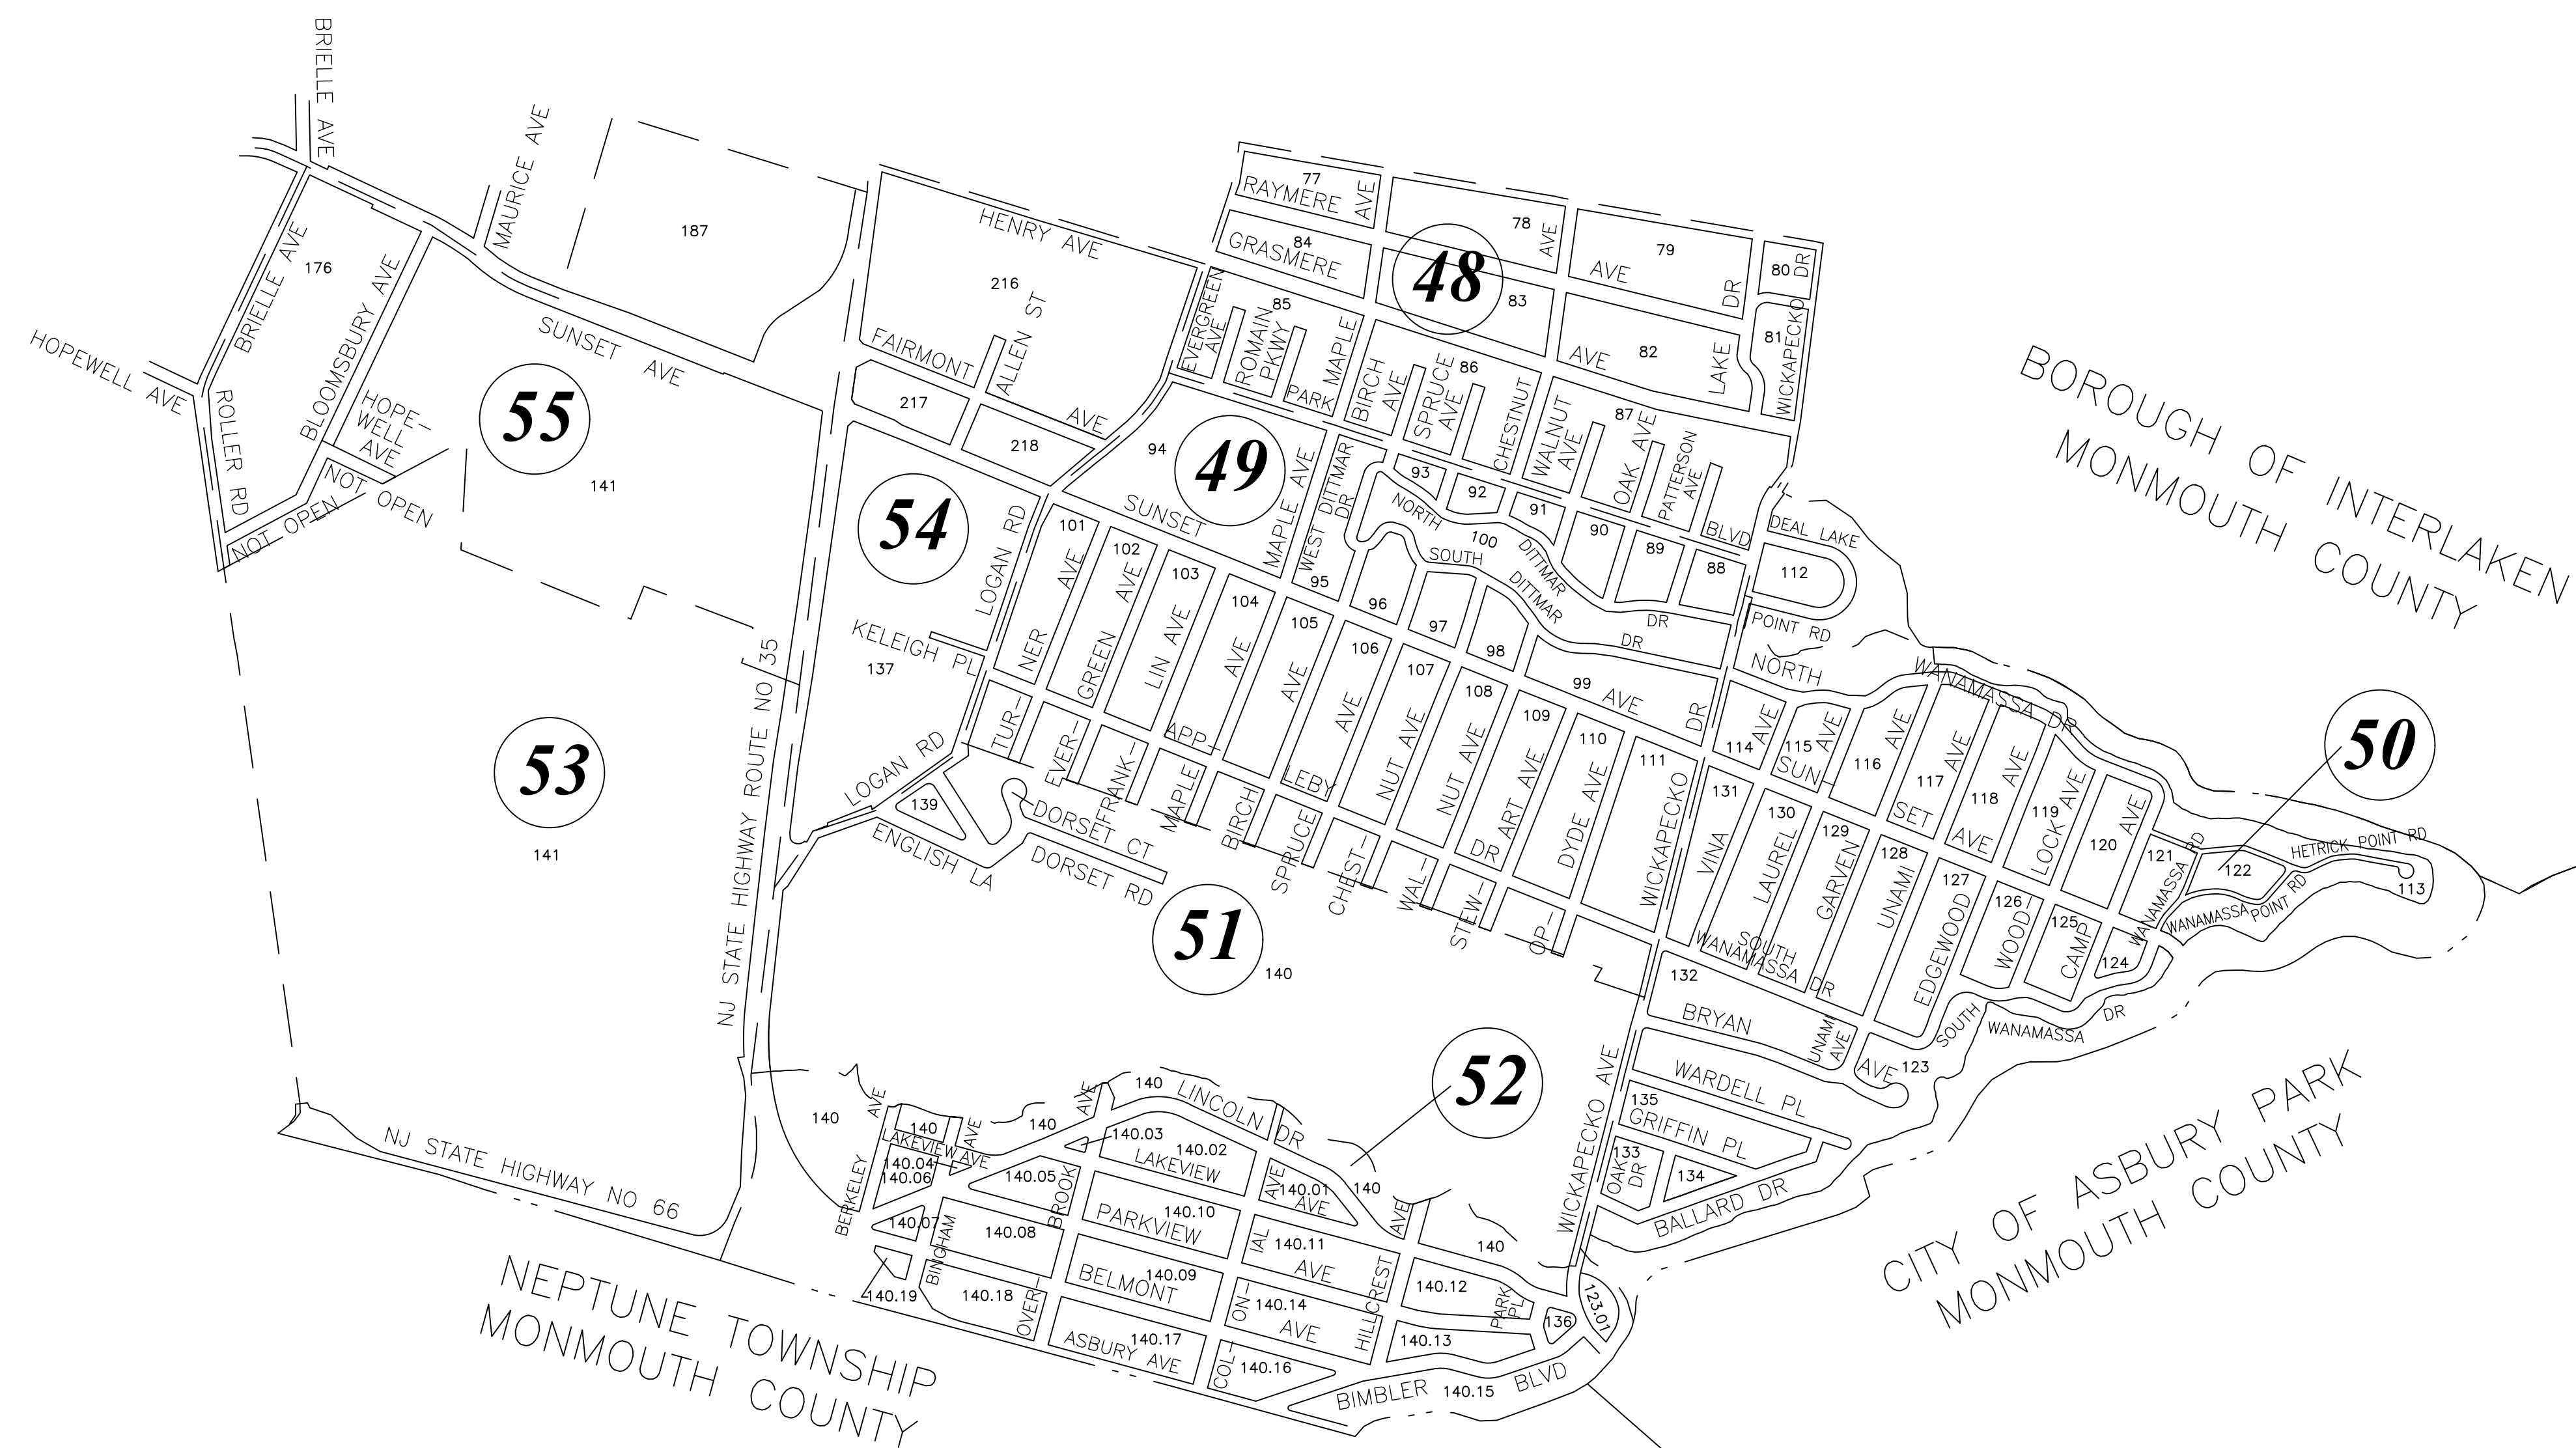 BRIELLE AVE
MAURICE AVE
187
HENRY AVE
77
RAYMERE AVE
78
AVE
79
AVE
DR
80
DR
84
GRASMERE
48
83
82
AVE
LAKE
81
WICKAPECKO
176
BRIELLE AVE
BLOOMSBURY AVE
SUNSET AVE
216
ALLEN ST
FAIRMONT
AVE
EVERGREEN
AVE
85
ROMAIN
PKWY
MAPLE
PARK
BIRCH
AVE
SPRUCE
AVE
86
CHESTNUT
WALNUT
AVE
87
OAK AVE
PATTERSON
AVE
BLVD
HOPEWELL AVE
ROLLER RD
HOPE-
WELL
AVE
NOT OPEN
NOT OPEN
55
141
217
218
94
49
SUNSET
MAPLE AVE
WEST DITTMAR
DR
93
92
91
90
89
88
NORTH
100
DITTMAR
DR
SOUTH
DITTMAR
DR
DEAL LAKE
112
POINT RD
BOROUGH OF INTERLAKEN
MONMOUTH COUNTY
54
LOGAN RD
KELEIGH PL
137
101
102
103
104
105
106
107
108
109
110
111
95
96
97
98
99
AVE
NER AVE
GREEN AVE
LIN AVE
AVE
AVE
AVE
NUT AVE
NUT AVE
ART AVE
DYDE AVE
WICKAPECKO
DR
TUR-
EVER-
FRANK-
MAPLE
BIRCH
SPRUCE
CHEST-
WAL-
STEW-
OP-
APP-
LEBY
DR
NORTH
WANAMASSA DR
114
AVE
115
AVE
116
AVE
117
AVE
118
AVE
119
LOCK AVE
120
AVE
121
122
113
SUN-
SET
AVE
WANAMASSA RD
HETRICK POINT RD
WANAMASSA
POINT RD
50
53
141
NJ STATE HIGHWAY ROUTE NO 35
LOGAN RD
139
ENGLISH LA
DORSET CT
DORSET RD
51
140
131
VINA
130
LAUREL
129
GARVEN
128
UNAMI
127
EDGEWOOD
126
WOOD-
125
CAMP
124
SOUTH
WANAMASSA
WANAMASSA DR
SOUTH
WANAMASSA
DR
132
BRYAN
UNAMI
AVE
AVE
123
WARDELL PL
135
GRIFFIN PL
133
OAK
DR
134
BALLARD DR
WICKAPECKO AVE
52
CITY OF ASBURY PARK
MONMOUTH COUNTY
NJ STATE HIGHWAY NO 66
NEPTUNE TOWNSHIP
MONMOUTH COUNTY
140
AVE
140
AVE
140
AVE
140
LINCOLN DR
LAKEVIEW AVE
140.03
140.02
LAKEVIEW
AVE
140.01
AVE
140
AVE
140
140.04
140.06
140.05
BERKELEY
BROOK
140.07
BINGHAM
140.08
140.10
PARKVIEW
IAL
140.11
AVE
140.12
PARK
PL
136
123.01
140.19
140.18
OVER-
140.09
BELMONT
ON-
140.14
AVE
HILLCREST
140.13
140.17
ASBURY AVE
COL-
140.16
BIMBLER
140.15
BLVD